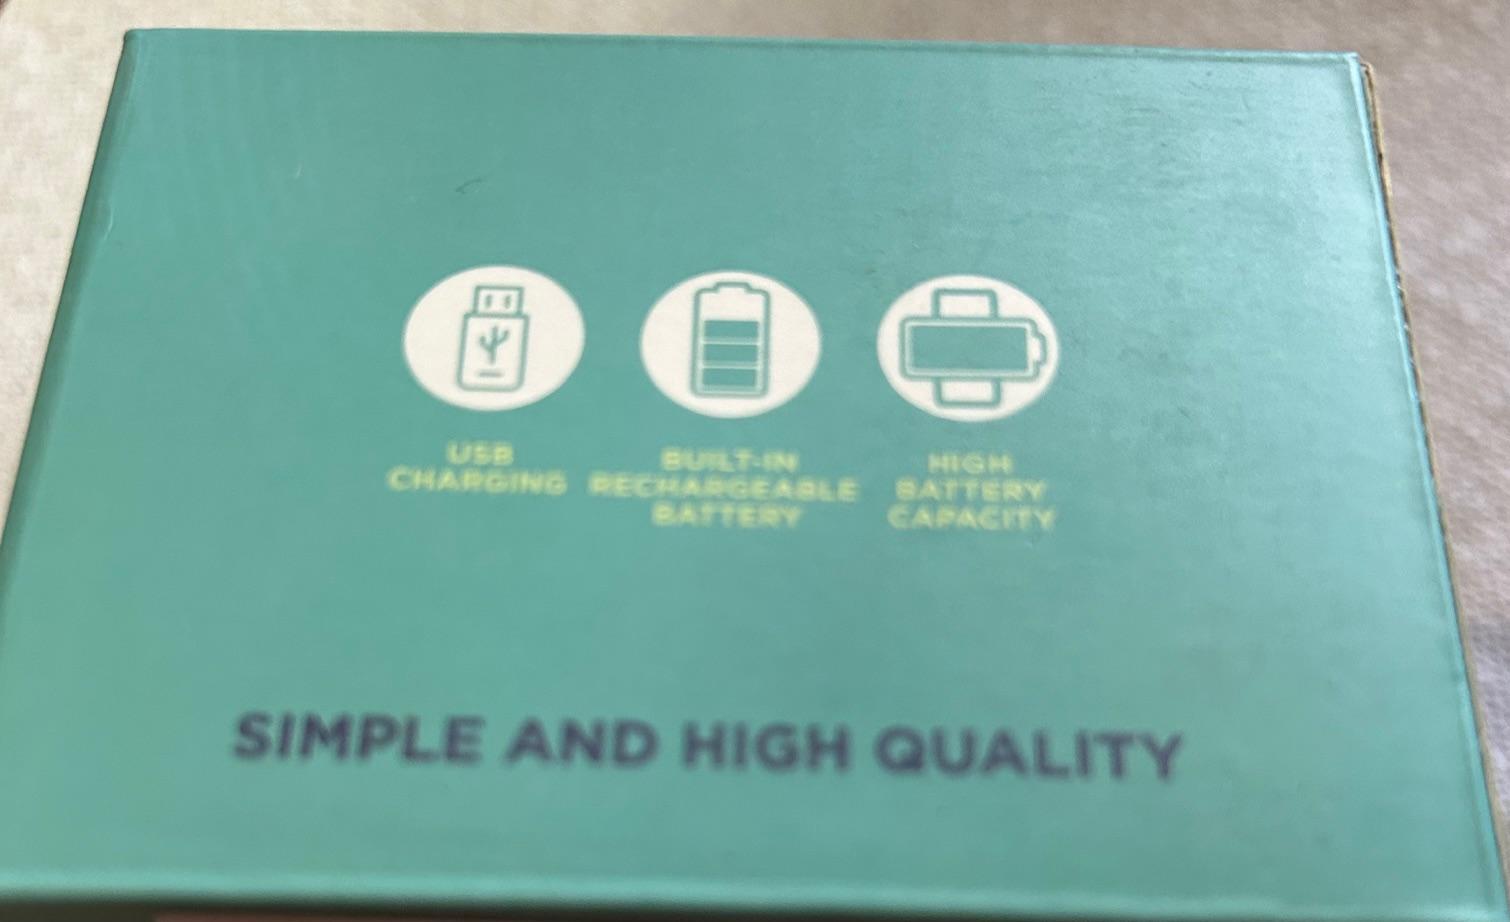 USB
CHARGING
BUILT-IN
RECHARGEABLE
BATTERY
HIGH
BATTERY
CAPACITY
SIMPLE AND HIGH QUALITY